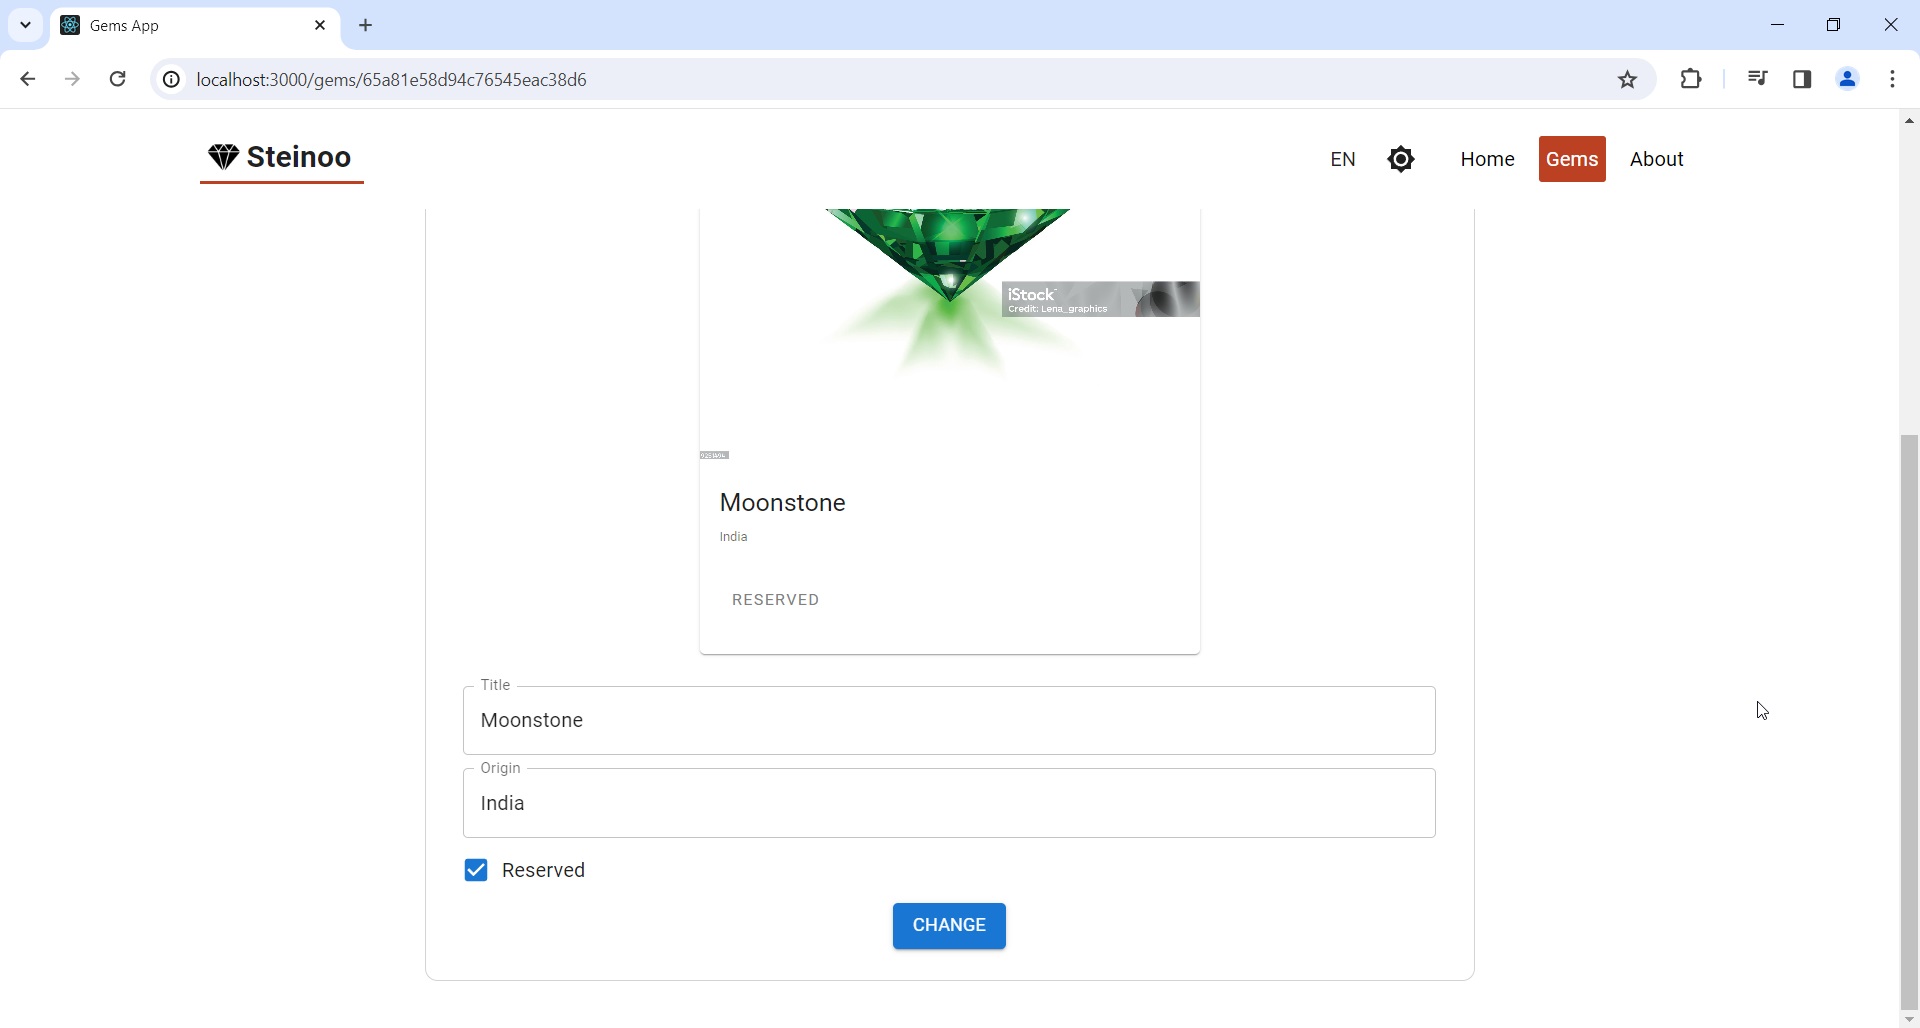 Gems App
localhost:3000/gems/65a81e58d94c76545eac38d6
Steinoo
EN
Home
Gems
About
iStock
Credit: Lena_graphics
Moonstone
India
RESERVED
Title
Moonstone
Origin
India
Reserved
CHANGE